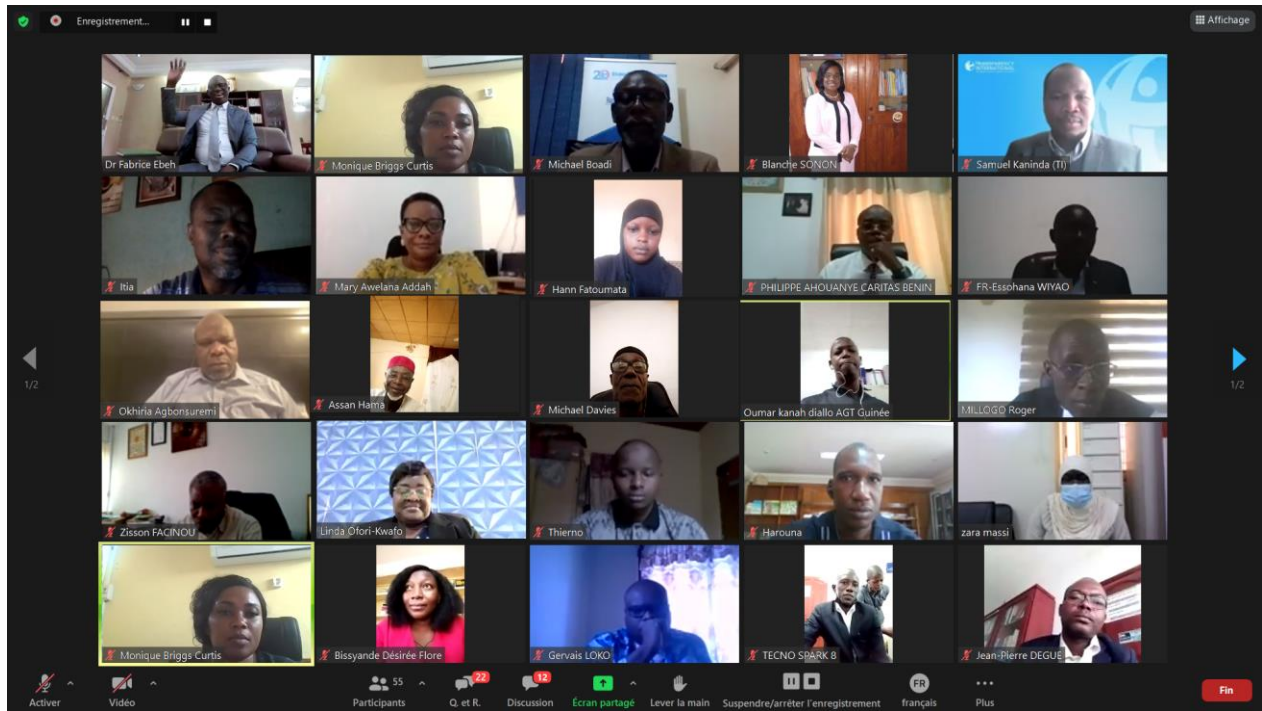 Enregistrement...
Affichage
Dr Fabrice Ebeh
Monique Briggs Curtis
Michael Boadi
Blanche SONON
TRANSPARENCY
INTERNATIONAL
Samuel Kaninda (TI)
Itia
Mary Awelana Addah
Hann Fatoumata
PHILIPPE AHOUANYE CARITAS BENIN
FR-Essohana WIYAO
Okhiria Agbonsuremi
Assan Hama
Michael Davies
Oumar kanah diallo AGT Guinée
MILLOGO Roger
1/2
1/2
Zisson FACINOU
Linda Ofori-Kwafo
Thierno
Harouna
zara massi
Monique Briggs Curtis
Bissyande Désirée Flore
Gervais LOKO
TECNO SPARK 8
Jean-Pierre DEGUE
Activer
Vidéo
55
Participants
22
Q. et R.
12
Discussion
Écran partagé
Lever la main
Suspendre/arrêter l'enregistrement
FR
français
Plus
Fin